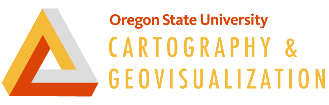 Oregon State University
CARTOGRAPHY &
GEOVISUALIZATION